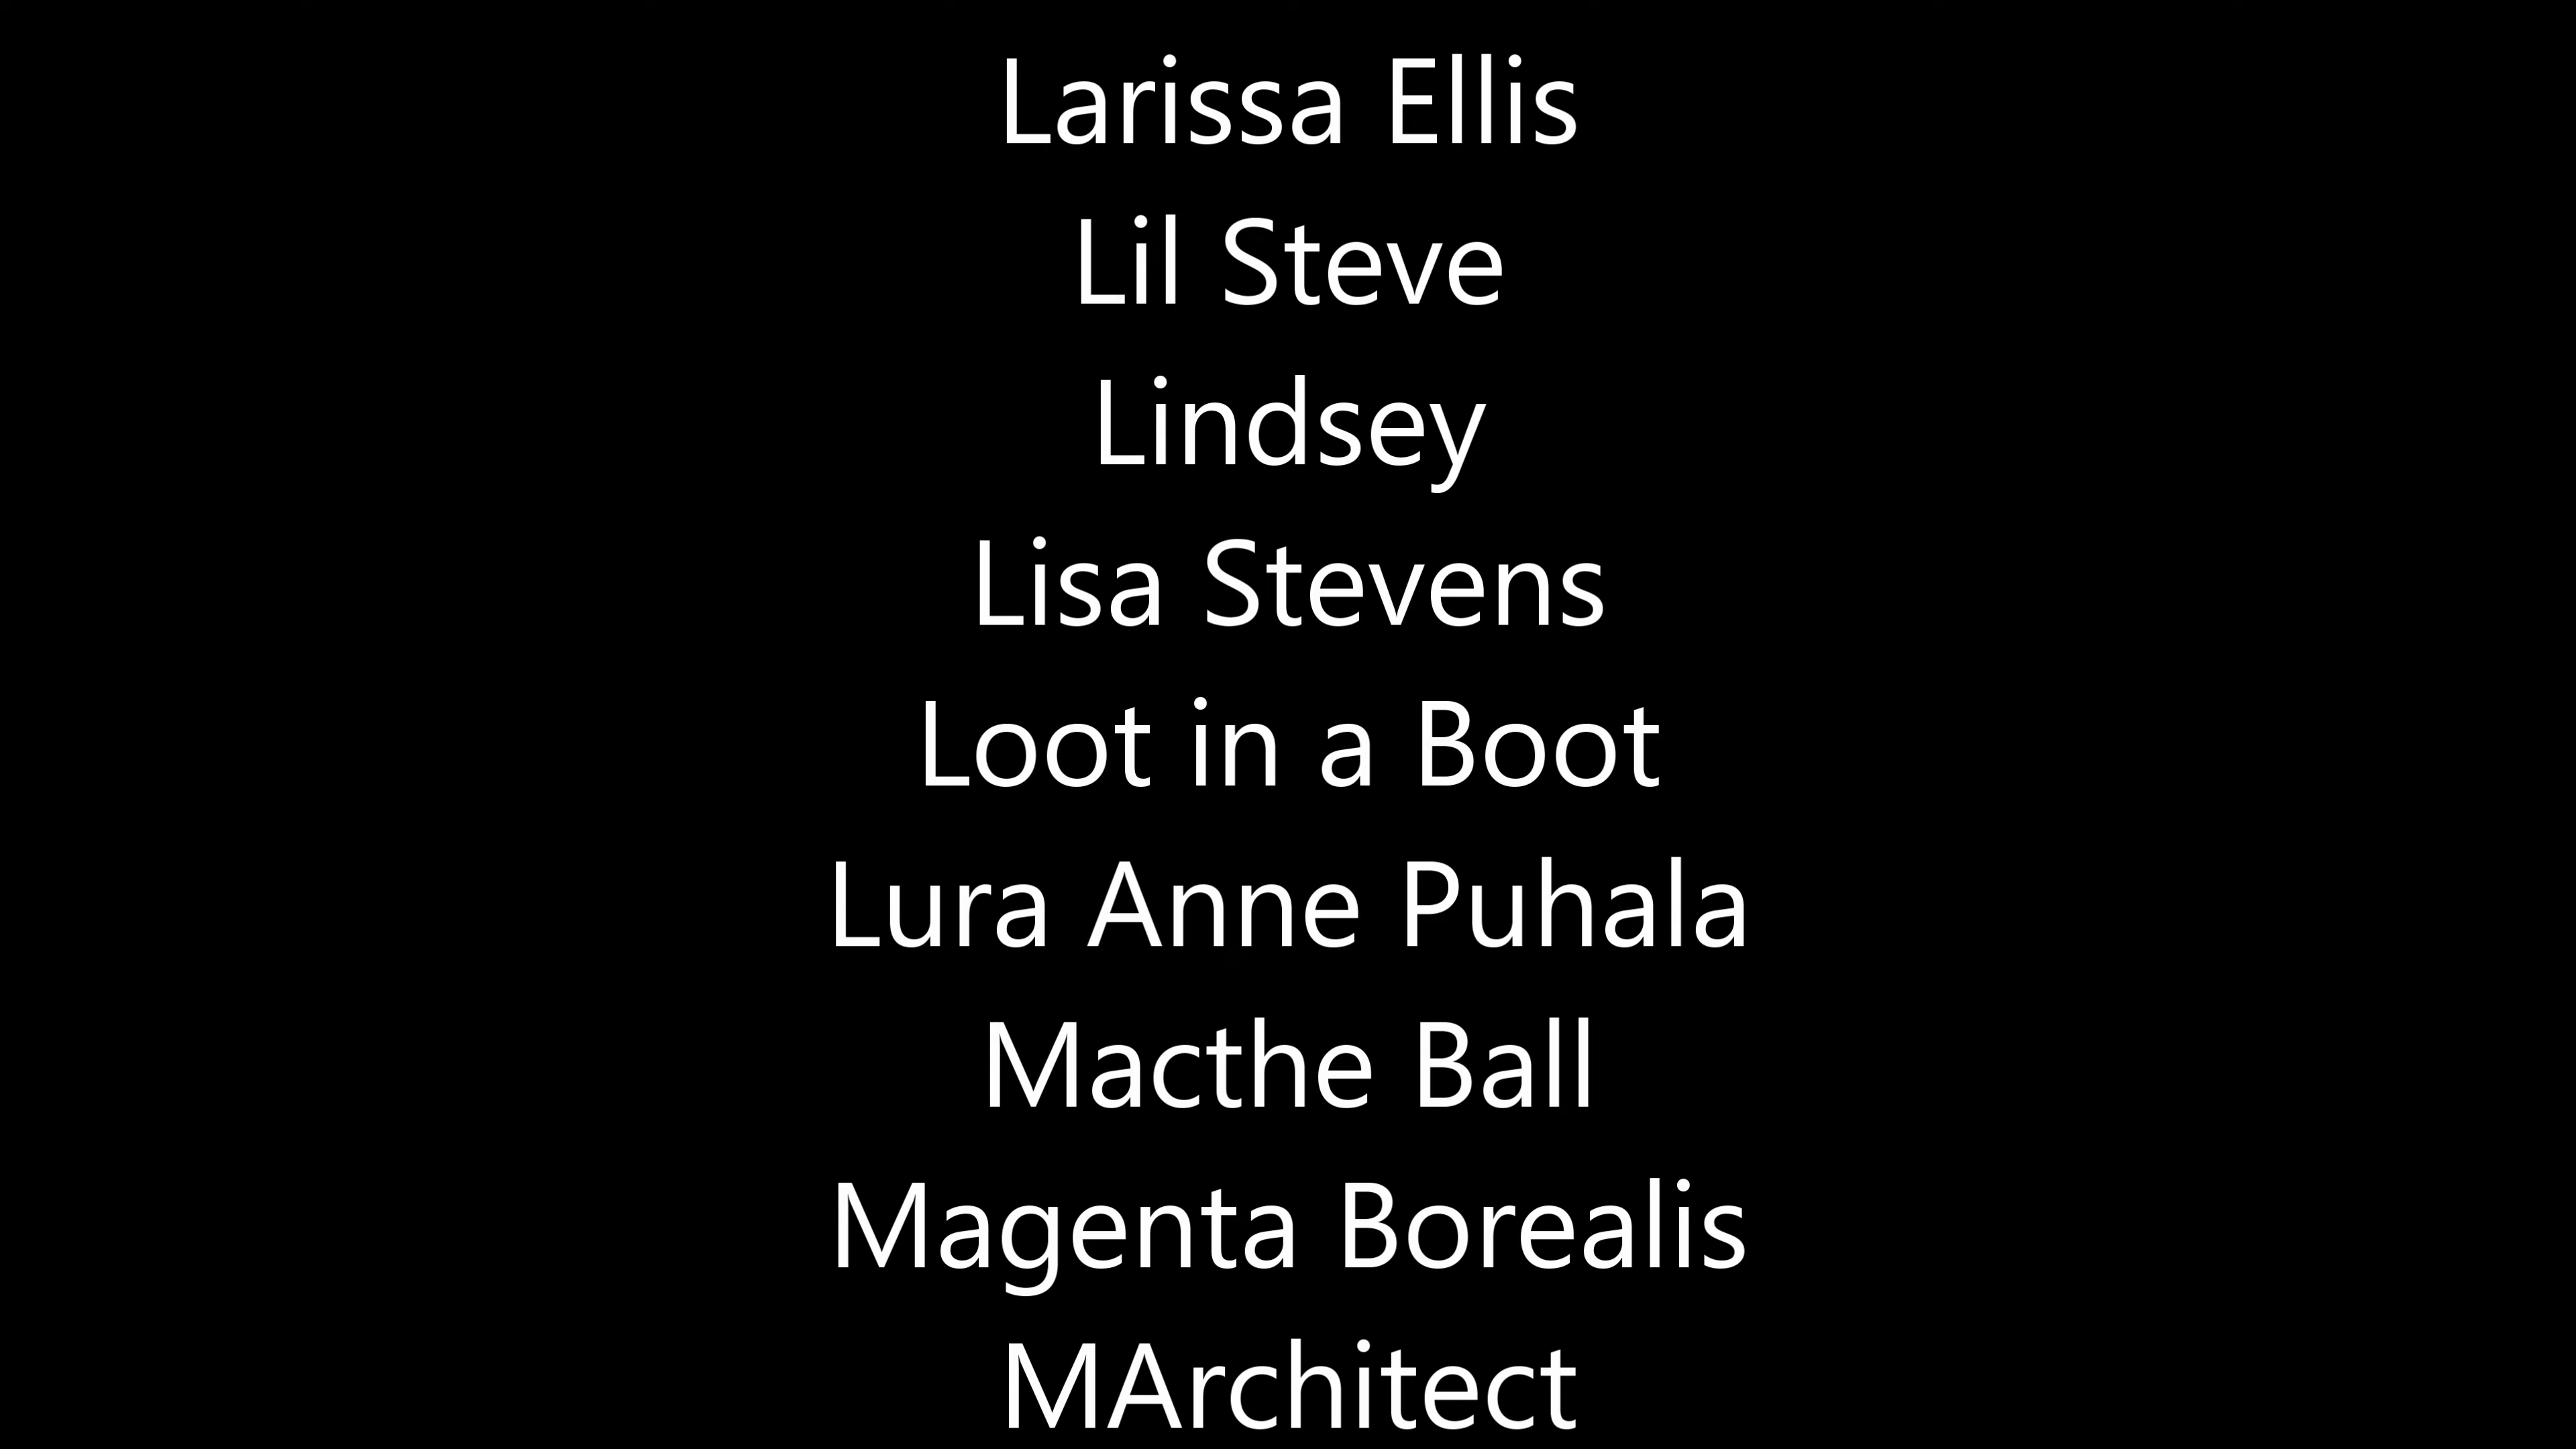 Larissa Ellis
Lil Steve
Lindsey
Lisa Stevens
Loot in a Boot
Lura Anne Puhala
Macthe Ball
Magenta Borealis
MArchitect